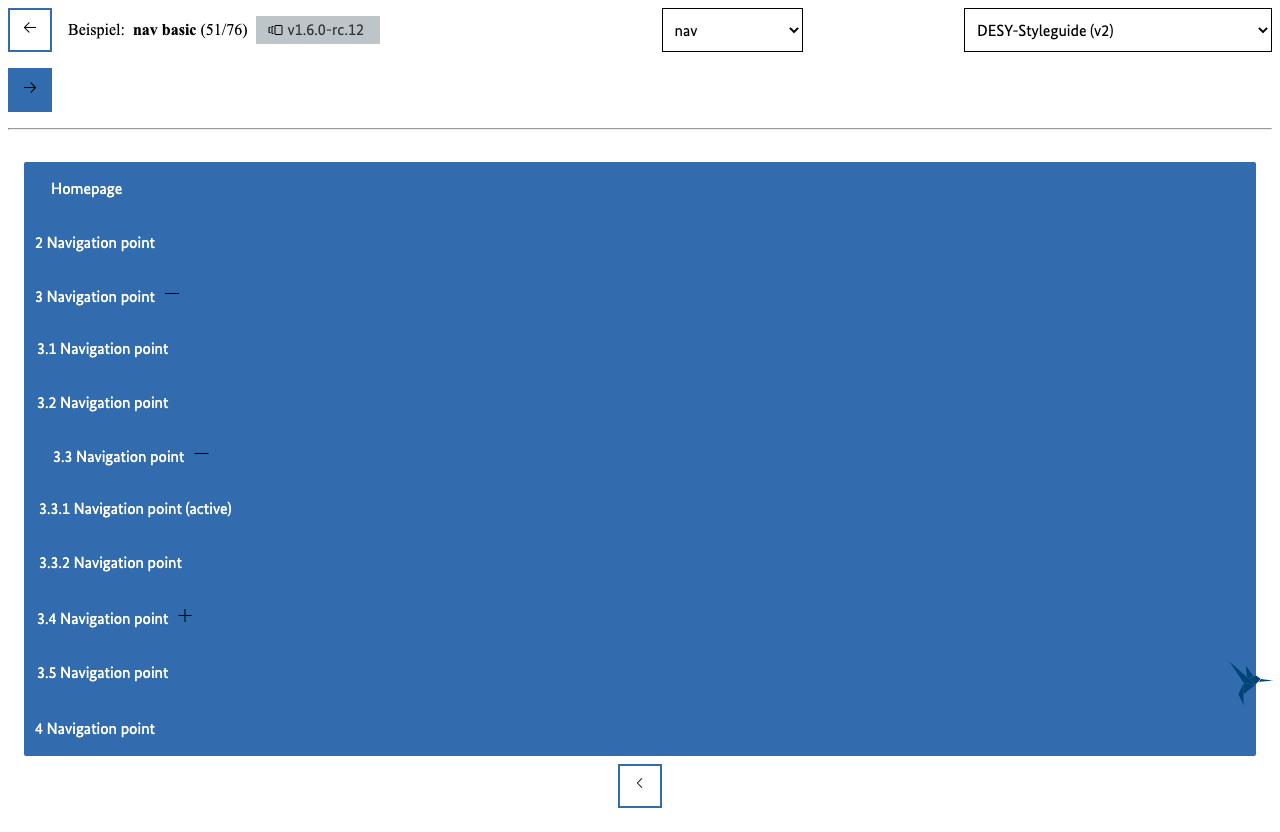 Beispiel: nav basic (51/76) v1.6.0-rc.12 nav DESY-Styleguide (v2)
Homepage
2 Navigation point
3 Navigation point
3.1 Navigation point
3.2 Navigation point
3.3 Navigation point
3.3.1 Navigation point (active)
3.3.2 Navigation point
3.4 Navigation point
3.5 Navigation point
4 Navigation point